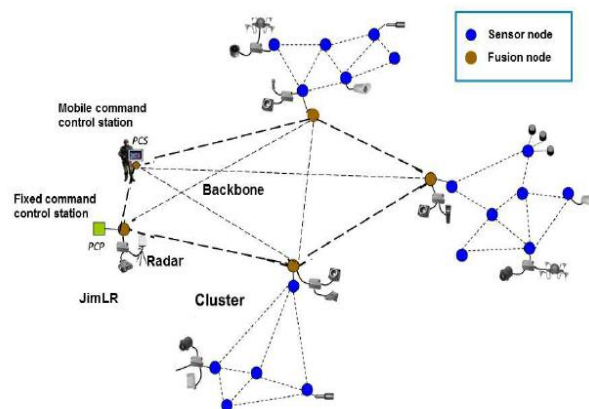 Sensor node
Fusion node
Mobile command
control station
PCS
Backbone
Fixed command
control station
PCP
Radar
JimLR
Cluster